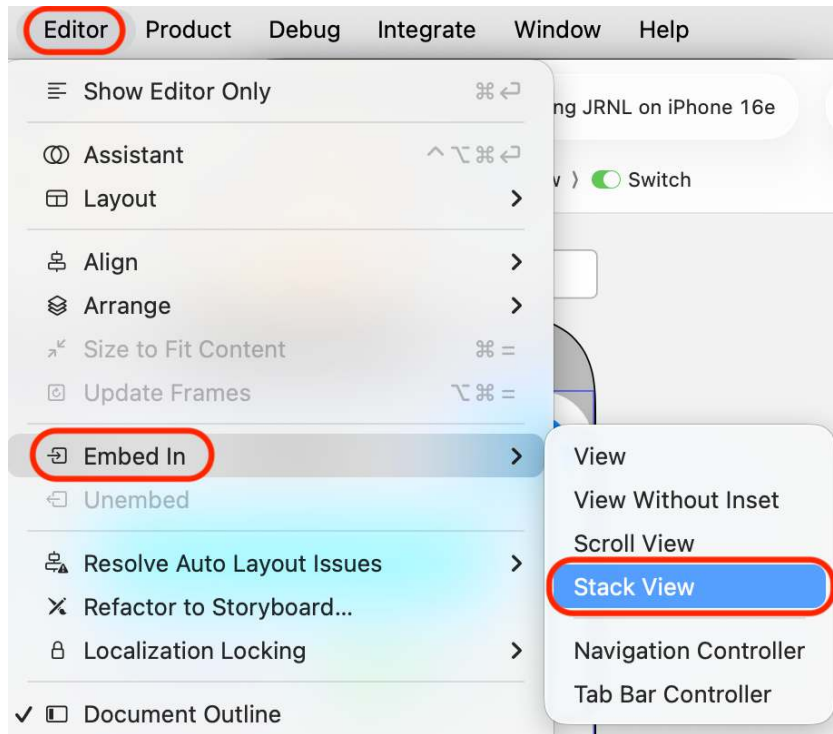 Editor Product Debug Integrate Window Help
Show Editor Only ⌘↩
ng JRNL on iPhone 16e
Assistant ^⌥⌘↩
Layout
Switch
Align
Arrange
Size to Fit Content ⌘=
Update Frames ⌥⌘=
Embed In
Unembed
Resolve Auto Layout Issues
Refactor to Storyboard...
Localization Locking
✓ Document Outline
View
View Without Inset
Scroll View
Stack View
Navigation Controller
Tab Bar Controller